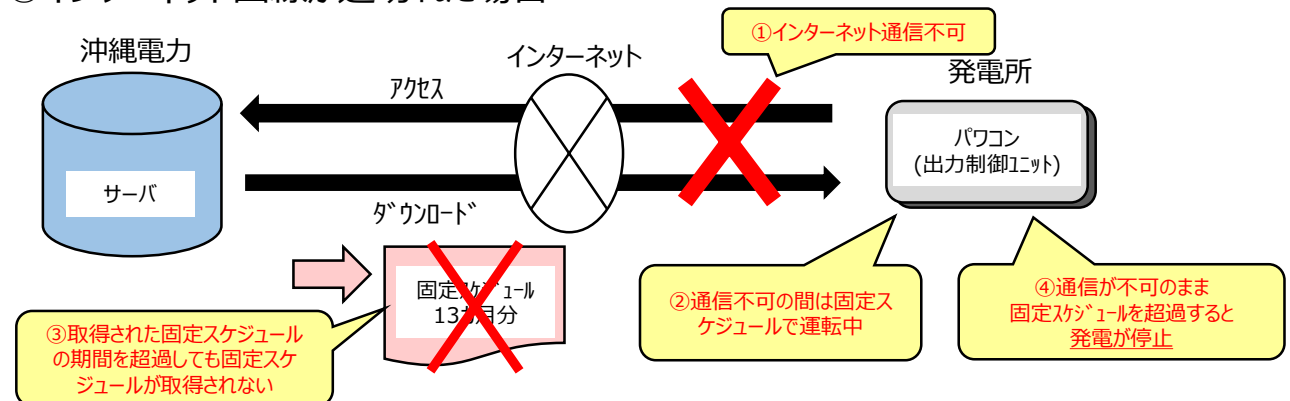 ①インターネット通信不可
沖縄電力
インターネット
発電所
アクセス
パワコン
(出力制御ユニット)
サーバ
ダウンロード
固定スケジュール
13カ月分
②通信不可の間は固定ス
ケジュールで運転中
④通信が不可のまま
固定スケジュールを超過すると
発電が停止
③取得された固定スケジュール
の期間を超過しても固定スケ
ジュールが取得されない